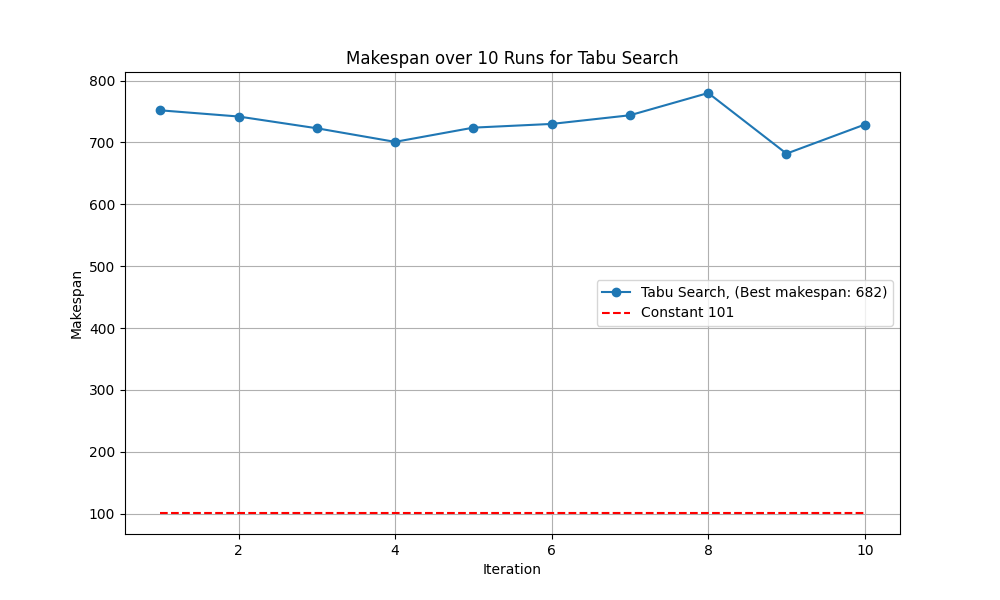 Makespan over 10 Runs for Tabu Search
800
700
600
500
400
300
200
100
Makespan
Tabu Search, (Best makespan: 682)
Constant 101
2 4 6 8 10
Iteration